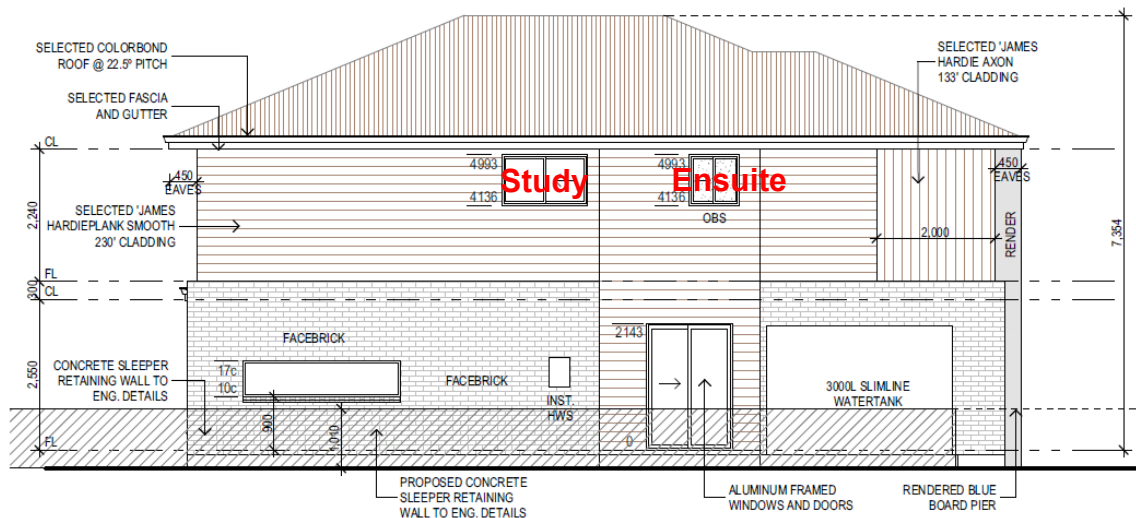 SELECTED COLORBOND
ROOF @ 22.5º PITCH
SELECTED 'JAMES
HARDIE AXON
133' CLADDING
SELECTED FASCIA
AND GUTTER
CL
450
EAVES
4993
Study
4136
4993
Ensuite
4136
OBS
450
EAVES
2,240
SELECTED 'JAMES
HARDIEPLANK SMOOTH
230' CLADDING
2,000
RENDER
7,354
FL
300
CL
2143
FACEBRICK
17c
10c
FACEBRICK
INST.
HWS
3000L SLIMLINE
WATERTANK
CONCRETE SLEEPER
RETAINING WALL TO
ENG. DETAILS
2,550
900
1,010
FL
0
PROPOSED CONCRETE
SLEEPER RETAINING
WALL TO ENG. DETAILS
ALUMINUM FRAMED
WINDOWS AND DOORS
RENDERED BLUE
BOARD PIER